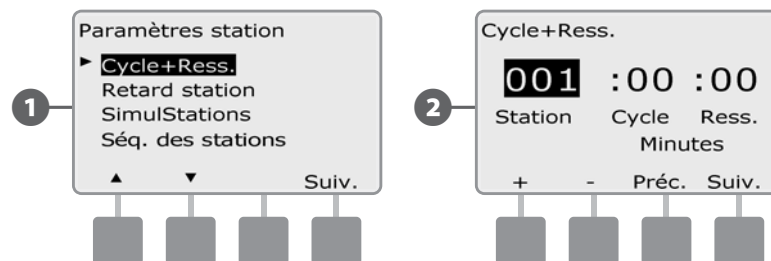 1
Paramètres station
► Cycle+Ress.
Retard station
SimulStations
Séq. des stations
▲ ▼ Suiv.
2
Cycle+Ress.
001 :00 :00
Station Cycle Ress.
Minutes
+ - Préc. Suiv.